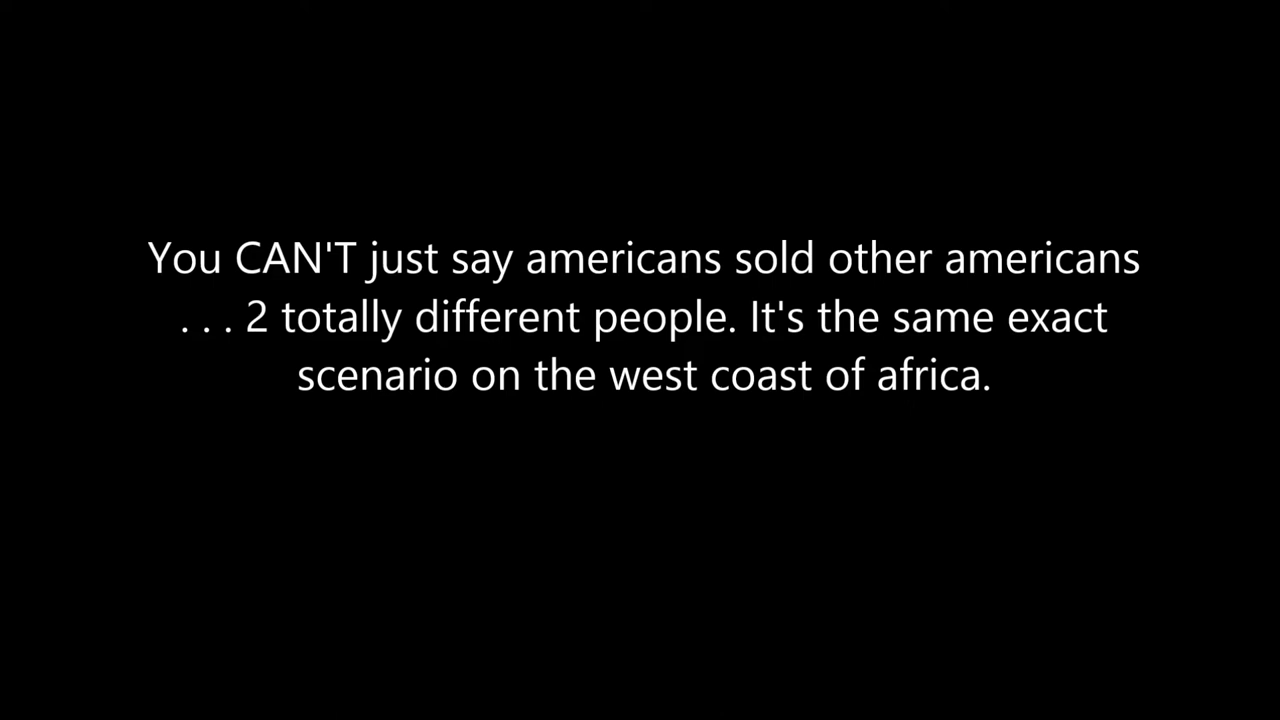 You CAN'T just say americans sold other americans
. . . 2 totally different people. It's the same exact
scenario on the west coast of africa.